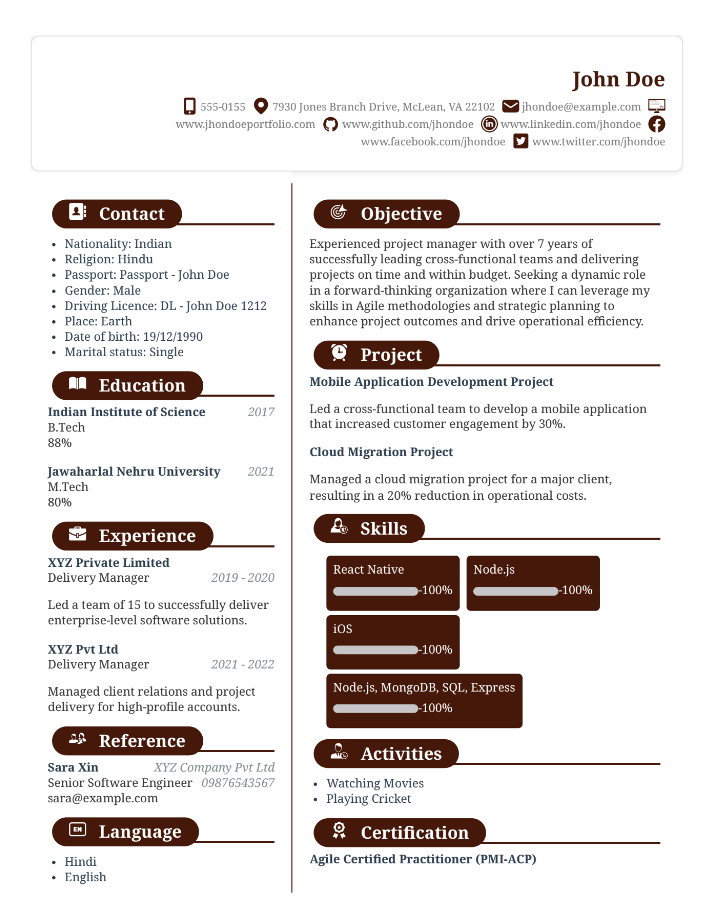 John Doe
555-0155 7930 Jones Branch Drive, McLean, VA 22102 jhondoe@example.com
www.jhondoeportfolio.com www.github.com/jhondoe www.linkedin.com/jhondoe
www.facebook.com/jhondoe www.twitter.com/jhondoe
Contact
Nationality: Indian
Religion: Hindu
Passport: Passport - John Doe
Gender: Male
Driving Licence: DL - John Doe 1212
Place: Earth
Date of birth: 19/12/1990
Marital status: Single
Education
Indian Institute of Science 2017
B.Tech
88%
Jawaharlal Nehru University 2021
M.Tech
80%
Experience
XYZ Private Limited
Delivery Manager 2019 - 2020
Led a team of 15 to successfully deliver
enterprise-level software solutions.
XYZ Pvt Ltd
Delivery Manager 2021 - 2022
Managed client relations and project
delivery for high-profile accounts.
Reference
Sara Xin XYZ Company Pvt Ltd
Senior Software Engineer 09876543567
sara@example.com
EN Language
Hindi
English
Objective
Experienced project manager with over 7 years of
successfully leading cross-functional teams and delivering
projects on time and within budget. Seeking a dynamic role
in a forward-thinking organization where I can leverage my
skills in Agile methodologies and strategic planning to
enhance project outcomes and drive operational efficiency.
Project
Mobile Application Development Project
Led a cross-functional team to develop a mobile application
that increased customer engagement by 30%.
Cloud Migration Project
Managed a cloud migration project for a major client,
resulting in a 20% reduction in operational costs.
Skills
React Native Node.js
-100% -100%
iOS
-100%
Node.js, MongoDB, SQL, Express
-100%
Activities
Watching Movies
Playing Cricket
Certification
Agile Certified Practitioner (PMI-ACP)